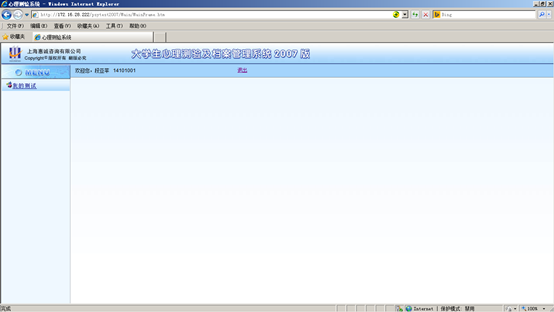 心理测验系统 - Windows Internet Explorer
http://172.16.29.222/psytest2007/Main/MainFrame.htm
Bing
文件(F) 编辑(E) 查看(V) 收藏夹(A) 工具(T) 帮助(H)
收藏夹 心理测验系统
上海惠诚咨询有限公司
Copyright©版权所有 翻版必究
大学生心理测验及档案管理系统 2007 版
欢迎您， 14101001 退出
我的测试
完成 Internet | 保护模式: 禁用 100%